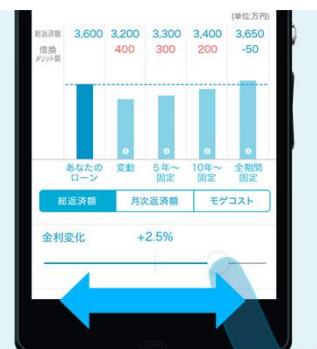 (単位:万円)
総返済額 3,600 3,200 3,300 3,400 3,650
借換メリット額 400 300 200 -50
あなたのローン 変動 5年〜固定 10年〜固定 全期間固定
総返済額 月次返済額 モゲコスト
金利変化 +2.5%